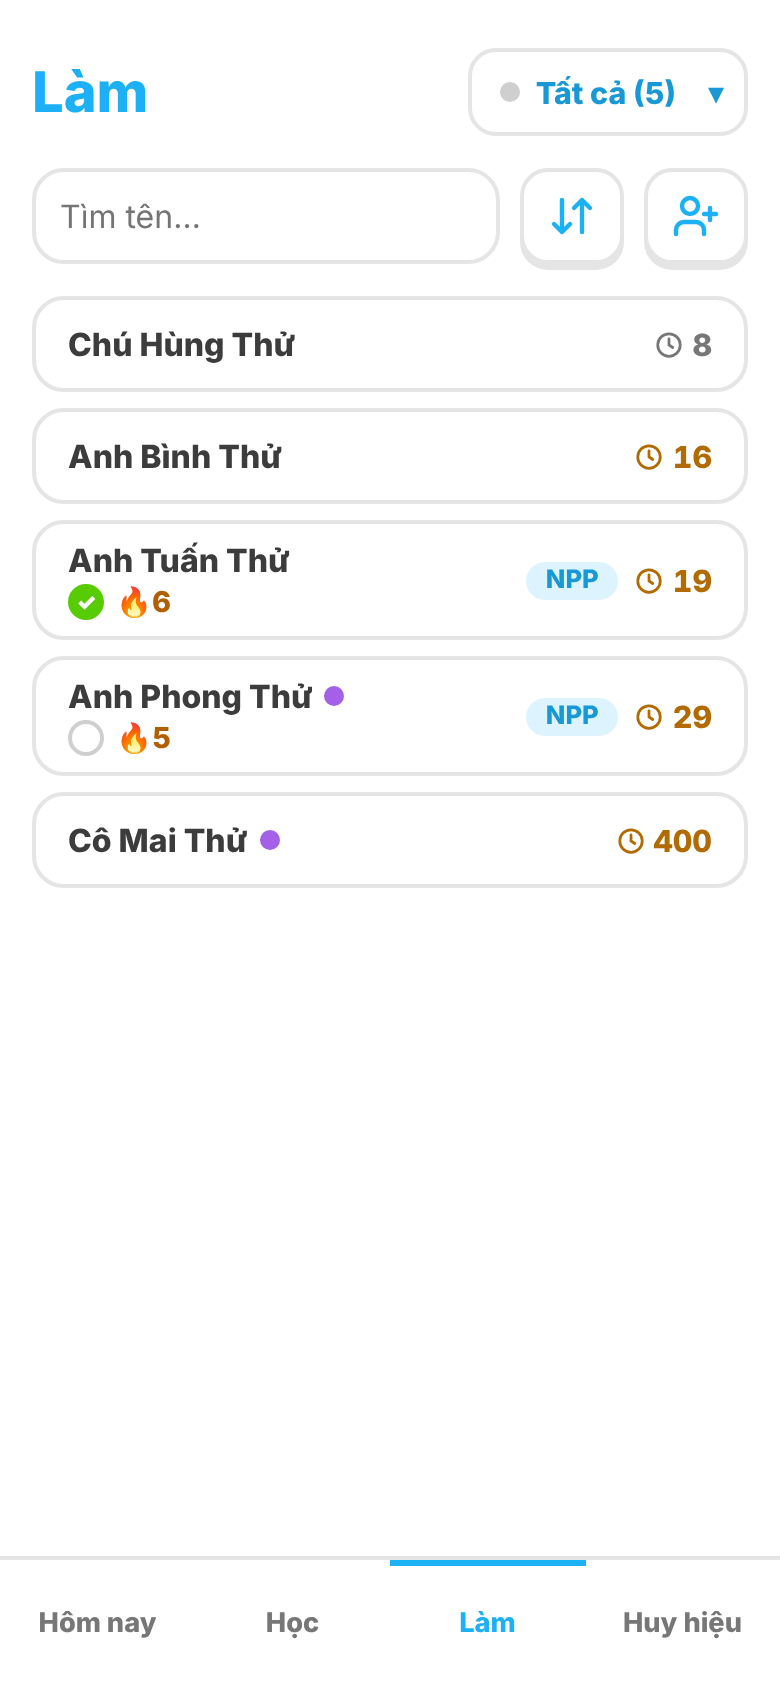 Làm
Tất cả (5) ▼
Tìm tên...
Chú Hùng Thử 8
Anh Bình Thử 16
Anh Tuấn Thử
NPP 19
🔥6
Anh Phong Thử
NPP 29
🔥5
Cô Mai Thử 400
Hôm nay Học Làm Huy hiệu